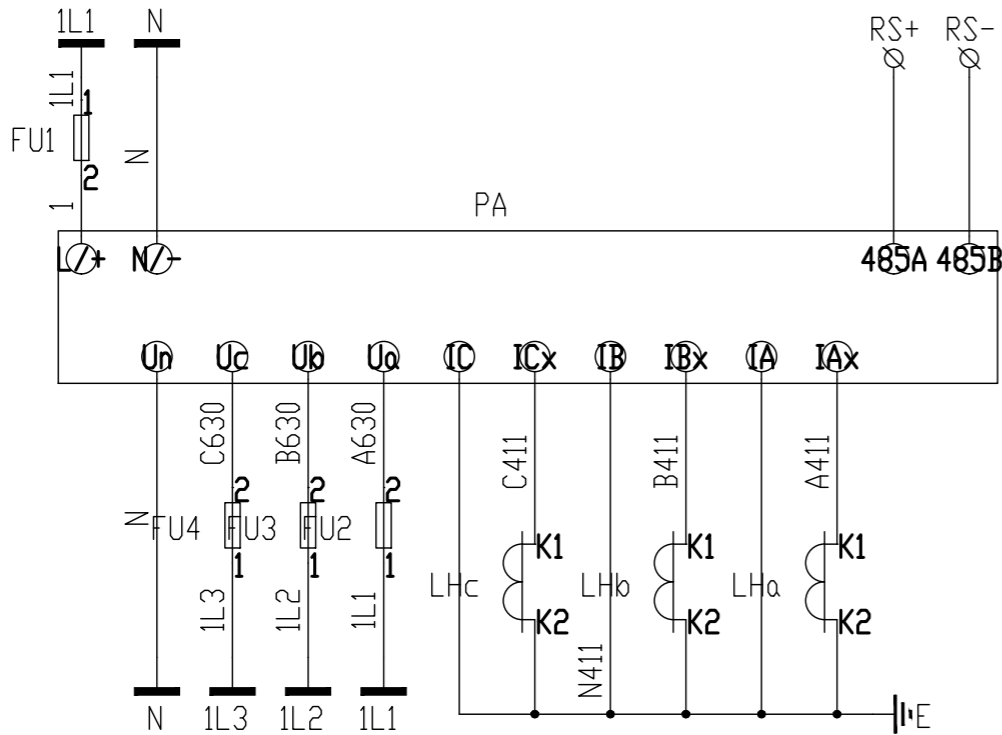 1L1 N RS+ RS-
1L1
1
FU1
N
2
1
PA
L/+ N/- 485A 485B
Un Uc Ub Ua IC ICx IB IBx IA IAx
C630 B630 A630 C411 B411 A411
2 2 2
N FU4 FU3 FU2
1 1 1
K1 K1 K1
LHc LHb LHa
1L3 1L2 1L1
K2 K2 K2
N411
N 1L3 1L2 1L1
E